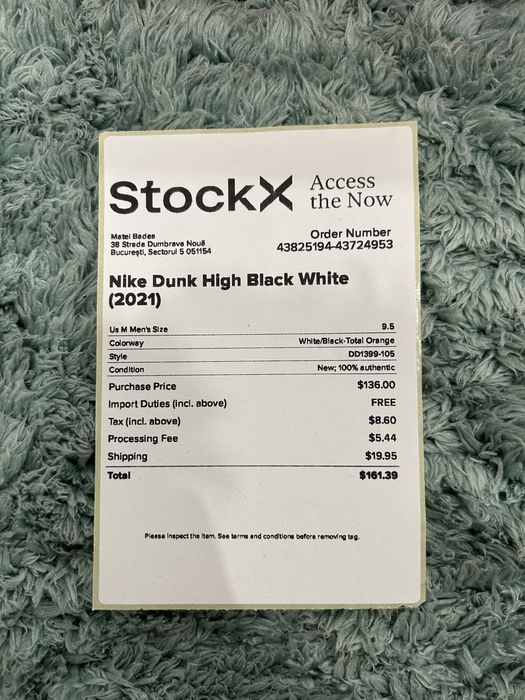 StockX Access
the Now
Matei Badea
38 Strada Dumbrava Nouă
București, Sectorul 5 051154
Order Number
43825194-43724953
Nike Dunk High Black White
(2021)
Us M Men's Size 9.5
Colorway White/Black-Total Orange
Style DD1399-105
Condition New; 100% authentic
Purchase Price $136.00
Import Duties (incl. above) FREE
Tax (incl. above) $8.60
Processing Fee $5.44
Shipping $19.95
Total $161.39
Please inspect the item. See terms and conditions before removing tag.